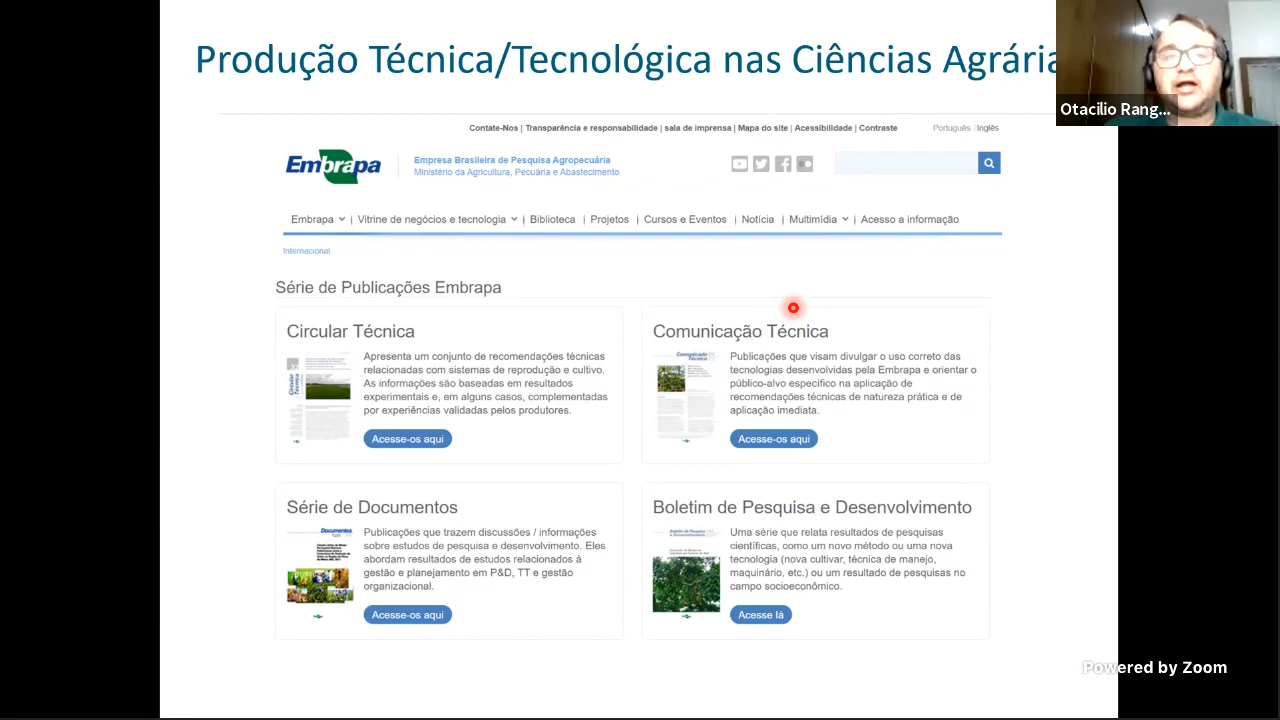 Produção Técnica/Tecnológica nas Ciências Agrária
Otacilio Rang...
Contate-Nos | Transparência e responsabilidade | sala de imprensa | Mapa do site | Acessibilidade | Contraste
Português | Inglês
Embrapa
Empresa Brasileira de Pesquisa Agropecuária
Ministério da Agricultura, Pecuária e Abastecimento
Embrapa | Vitrine de negócios e tecnologia | Biblioteca | Projetos | Cursos e Eventos | Notícia | Multimídia | Acesso a informação
Internacional
Série de Publicações Embrapa
Circular Técnica
Apresenta um conjunto de recomendações técnicas
relacionadas com sistemas de reprodução e cultivo.
As informações são baseadas em resultados
experimentais e, em alguns casos, complementadas
por experiências validadas pelos produtores.
Acesse-os aqui
Comunicação Técnica
Publicações que visam divulgar o uso correto das
tecnologias desenvolvidas pela Embrapa e orientar o
público-alvo especifico na aplicação de
recomendações técnicas de natureza prática e de
aplicação imediata.
Acesse-os aqui
Série de Documentos
Documentos
Publicações que trazem discussões / informações
sobre estudos de pesquisa e desenvolvimento. Eles
abordam resultados de estudos relacionados à
gestão e planejamento em P&D, TT e gestão
organizacional.
Acesse-os aqui
Boletim de Pesquisa e Desenvolvimento
Uma série que relata resultados de pesquisas
científicas, como um novo método ou uma nova
tecnologia (nova cultivar, técnica de manejo,
maquinário, etc.) ou um resultado de pesquisas no
campo socioeconômico.
Acesse lá
Powered by Zoom